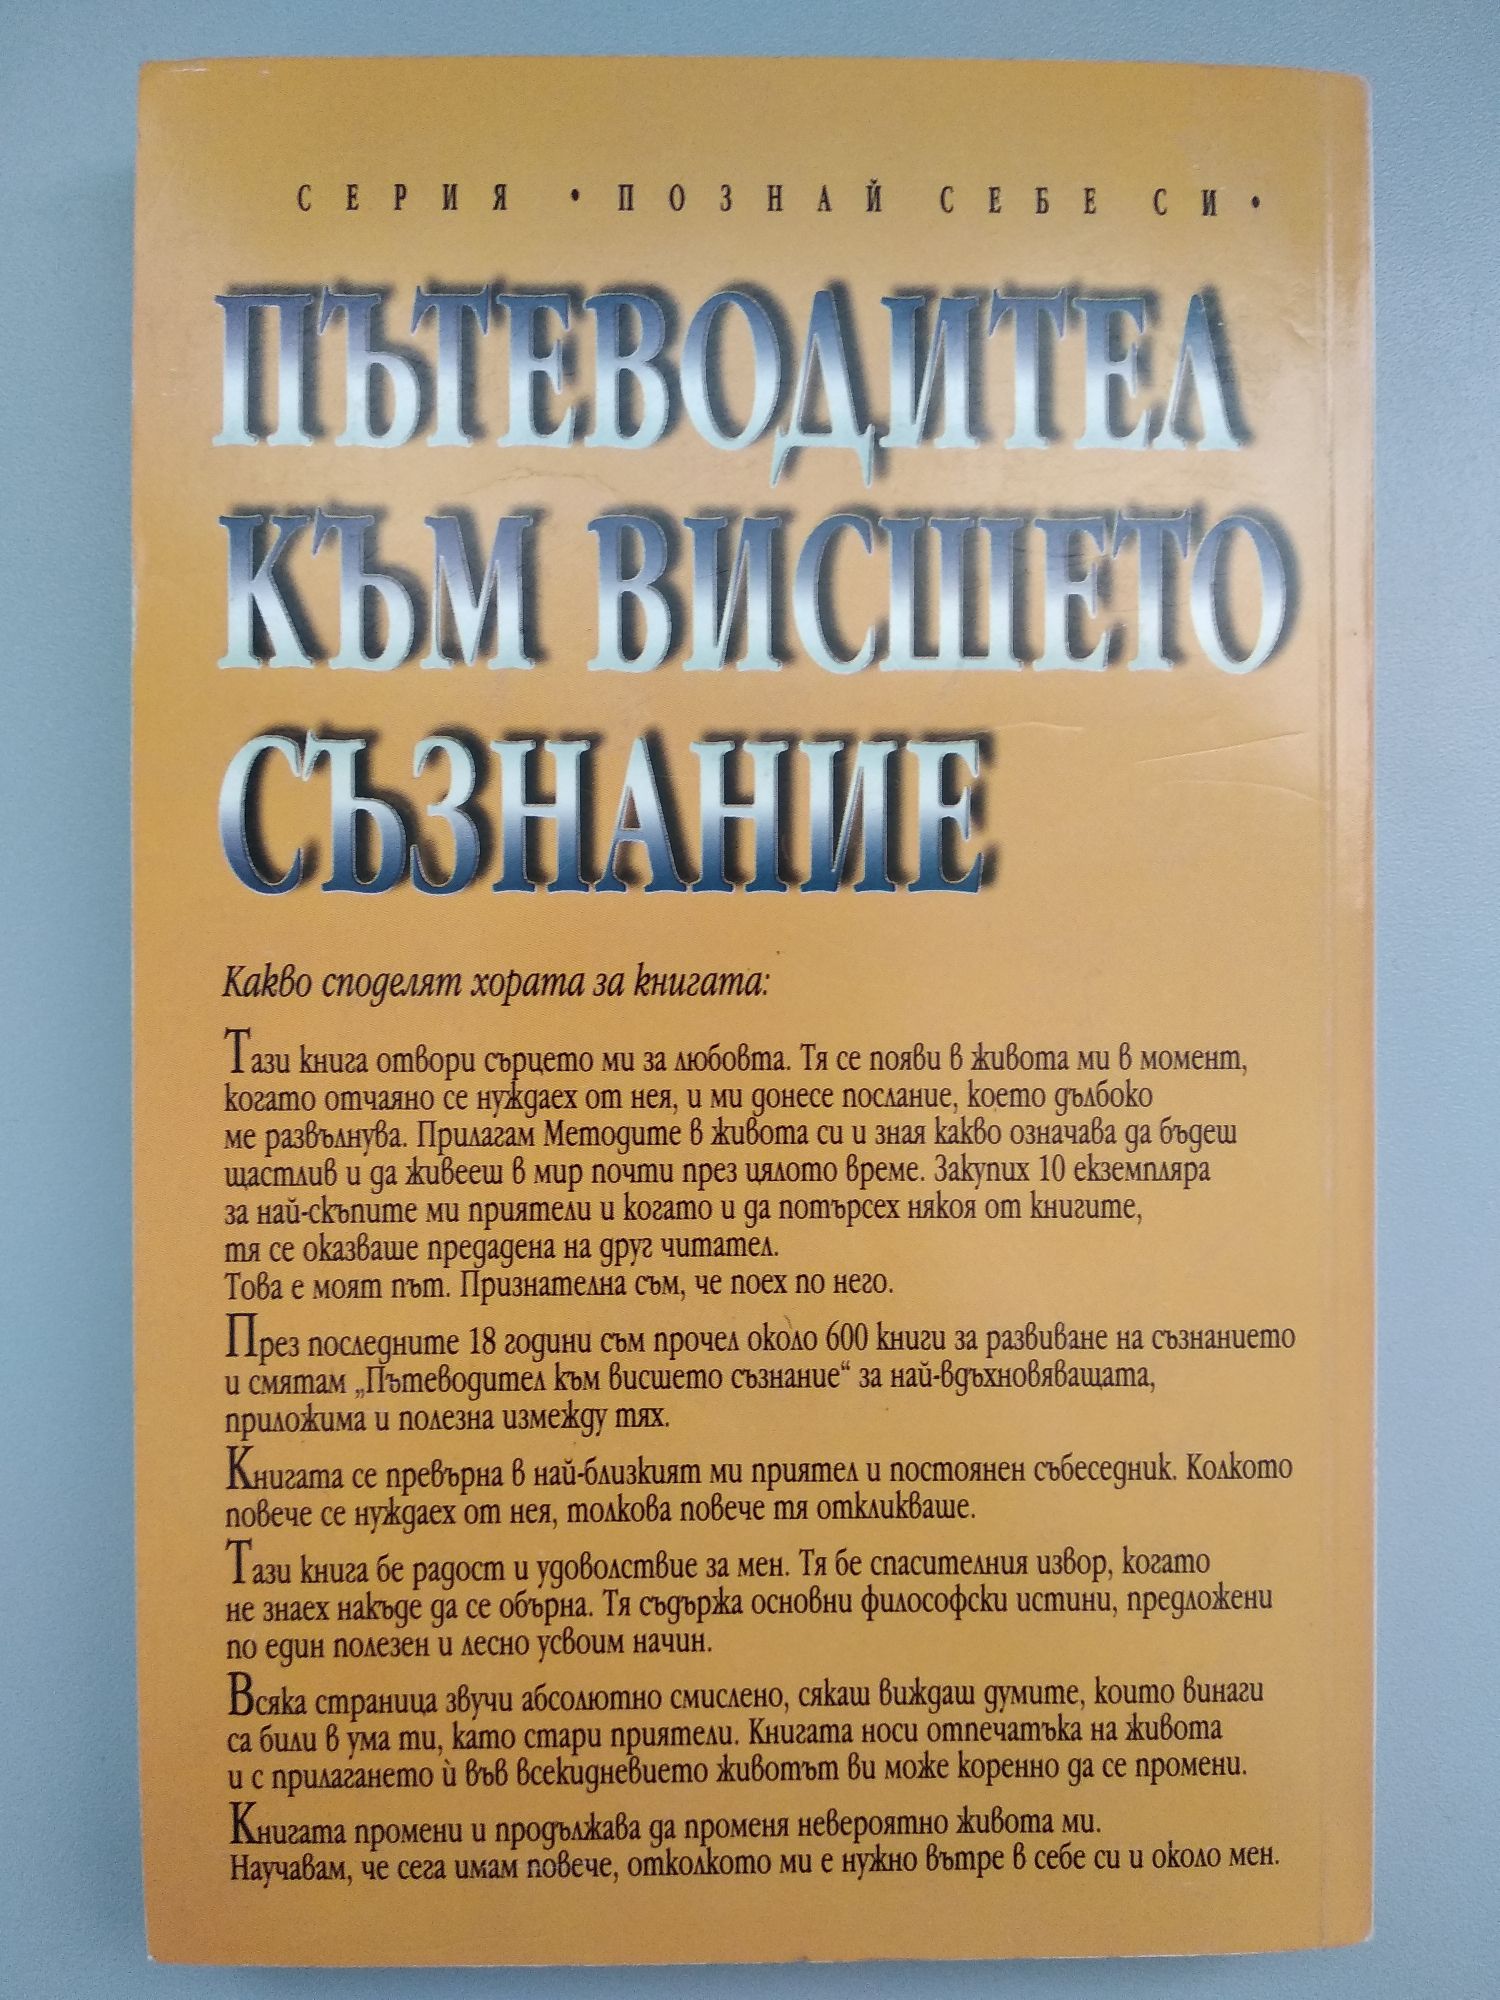 СЕРИЯ • ПОЗНАЙ СЕБЕ СИ •
ПЪТЕВОДИТЕЛ
КЪМ ВИСШЕТО
СЪЗНАНИЕ
Какво споделят хората за книгата:
Тази книга отвори сърцето ми за любовта. Тя се появи в живота ми в момент,
когато отчаяно се нуждаех от нея, и ми донесе послание, което дълбоко
ме развълнува. Прилагам Методите в живота си и зная какво означава да бъдеш
щастлив и да живееш в мир почти през цялото време. Закупих 10 екземпляра
за най-скъпите ми приятели и когато и да потърсех някоя от книгите,
тя се оказваше предадена на друг читател.
Това е моят път. Признателна съм, че поех по него.
През последните 18 години съм прочел около 600 книги за развиване на съзнанието
и смятам „Пътеводител към висшето съзнание“ за най-вдъхновяващата,
приложима и полезна измежду тях.
Книгата се превърна в най-близкият ми приятел и постоянен събеседник. Колкото
повече се нуждаех от нея, толкова повече тя откликваше.
Тази книга бе радост и удоволствие за мен. Тя бе спасителния извор, когато
не знаех накъде да се обърна. Тя съдържа основни философски истини, предложени
по един полезен и лесно усвоим начин.
Всяка страница звучи абсолютно смислено, сякаш виждаш думите, които винаги
са били в ума ти, като стари приятели. Книгата носи отпечатъка на живота
и с прилагането ѝ във всекидневието животът ви може коренно да се промени.
Книгата промени и продължава да променя невероятно живота ми.
Научавам, че сега имам повече, отколкото ми е нужно вътре в себе си и около мен.